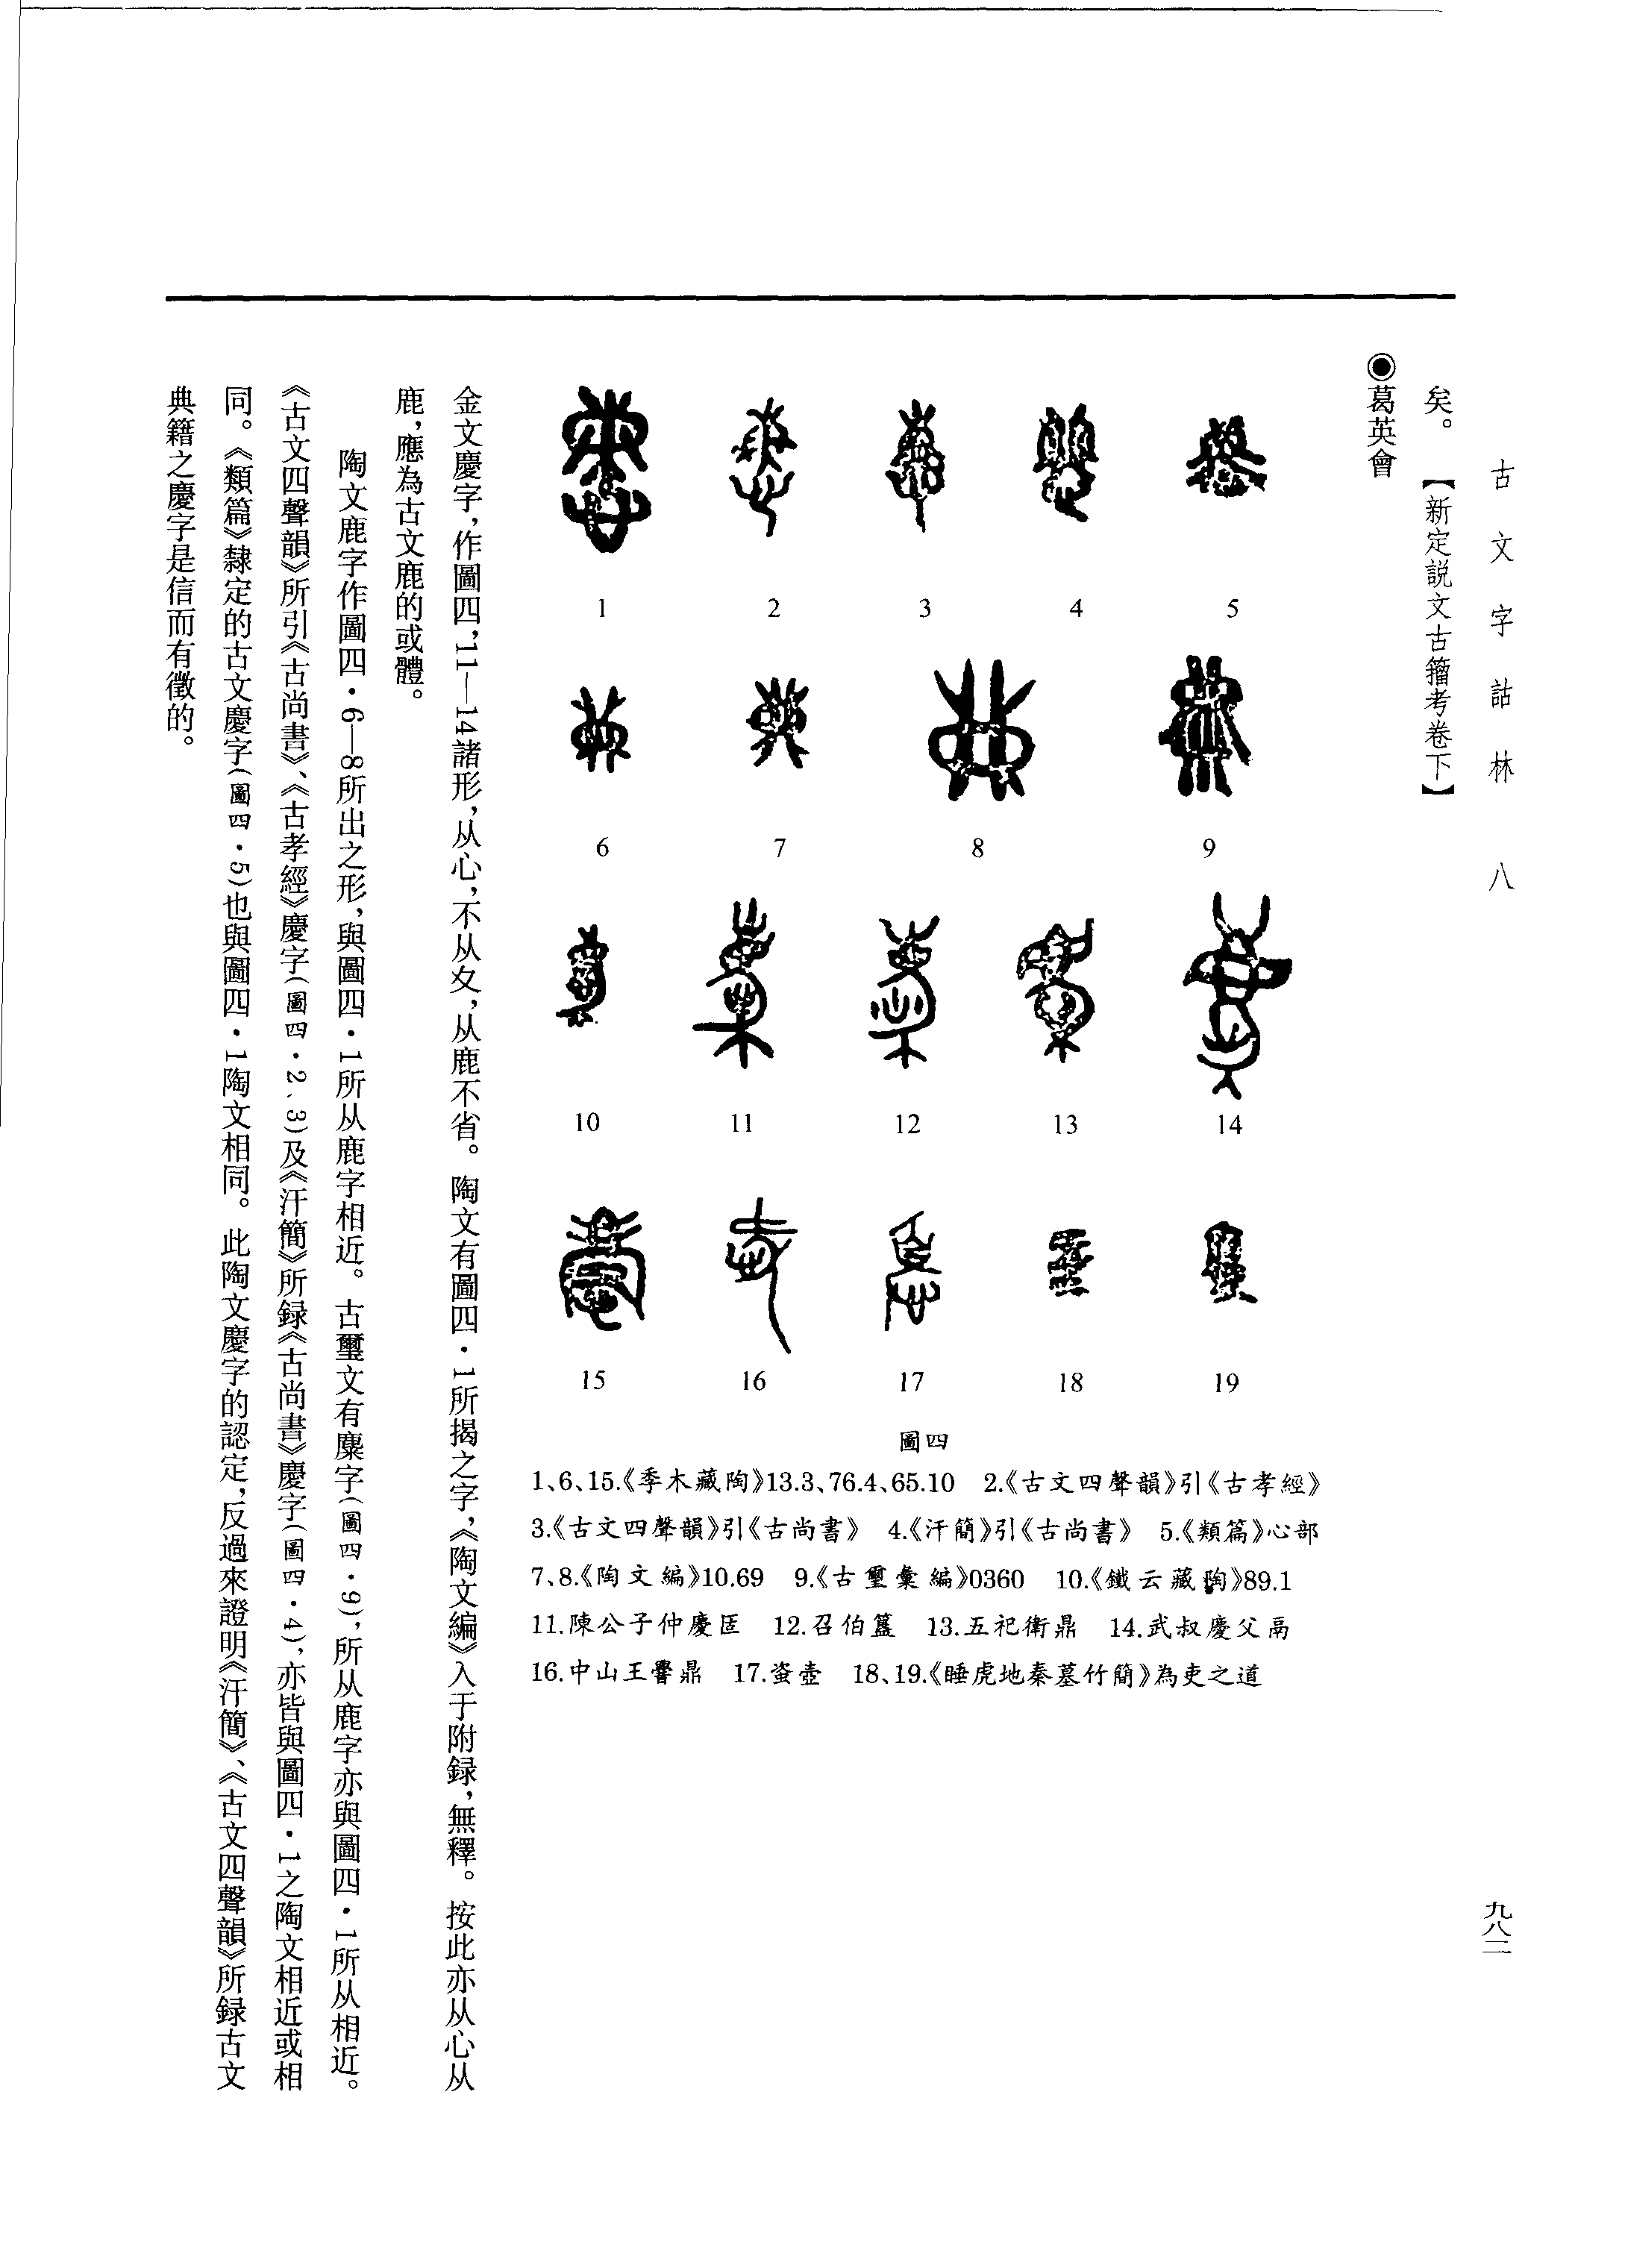 古文字詁林　八
九八二
矣。　【新定説文古籀考卷下】
◉葛英會
1　2　3　4　5
6　7　8　9
10　11　12　13　14
15　16　17　18　19
圖四
1、6、15.《季木藏陶》13.3、76.4、65.10　2.《古文四聲韻》引《古孝經》
3.《古文四聲韻》引《古尚書》　4.《汗簡》引《古尚書》　5.《類篇》心部
7、8.《陶文編》10.69　9.《古璽彙編》0360　10.《鐵云藏陶》89.1
11.陳公子仲慶匡　12.召伯簋　13.五祀衛鼎　14.武叔慶父鬲
16.中山王響鼎　17.蚉壺　18、19.《睡虎地秦墓竹簡》為吏之道
金文慶字，作圖四，11—14諸形，从心，不从夊，从鹿不省。陶文有圖四·1所揭之字，《陶文編》入于附録，無釋。按此亦从心从
鹿，應為古文鹿的或體。
陶文鹿字作圖四·6—8所出之形，與圖四·1所从鹿字相近。古璽文有麋字（圖四·9），所从鹿字亦與圖四·1所从相近。
《古文四聲韻》所引《古尚書》、《古孝經》慶字（圖四·2、3）及《汗簡》所録《古尚書》慶字（圖四·4），亦皆與圖四·1之陶文相近或相
同。《類篇》隸定的古文慶字（圖四·5）也與圖四·1陶文相同。此陶文慶字的認定，反過來證明《汗簡》、《古文四聲韻》所録古文
典籍之慶字是信而有徵的。